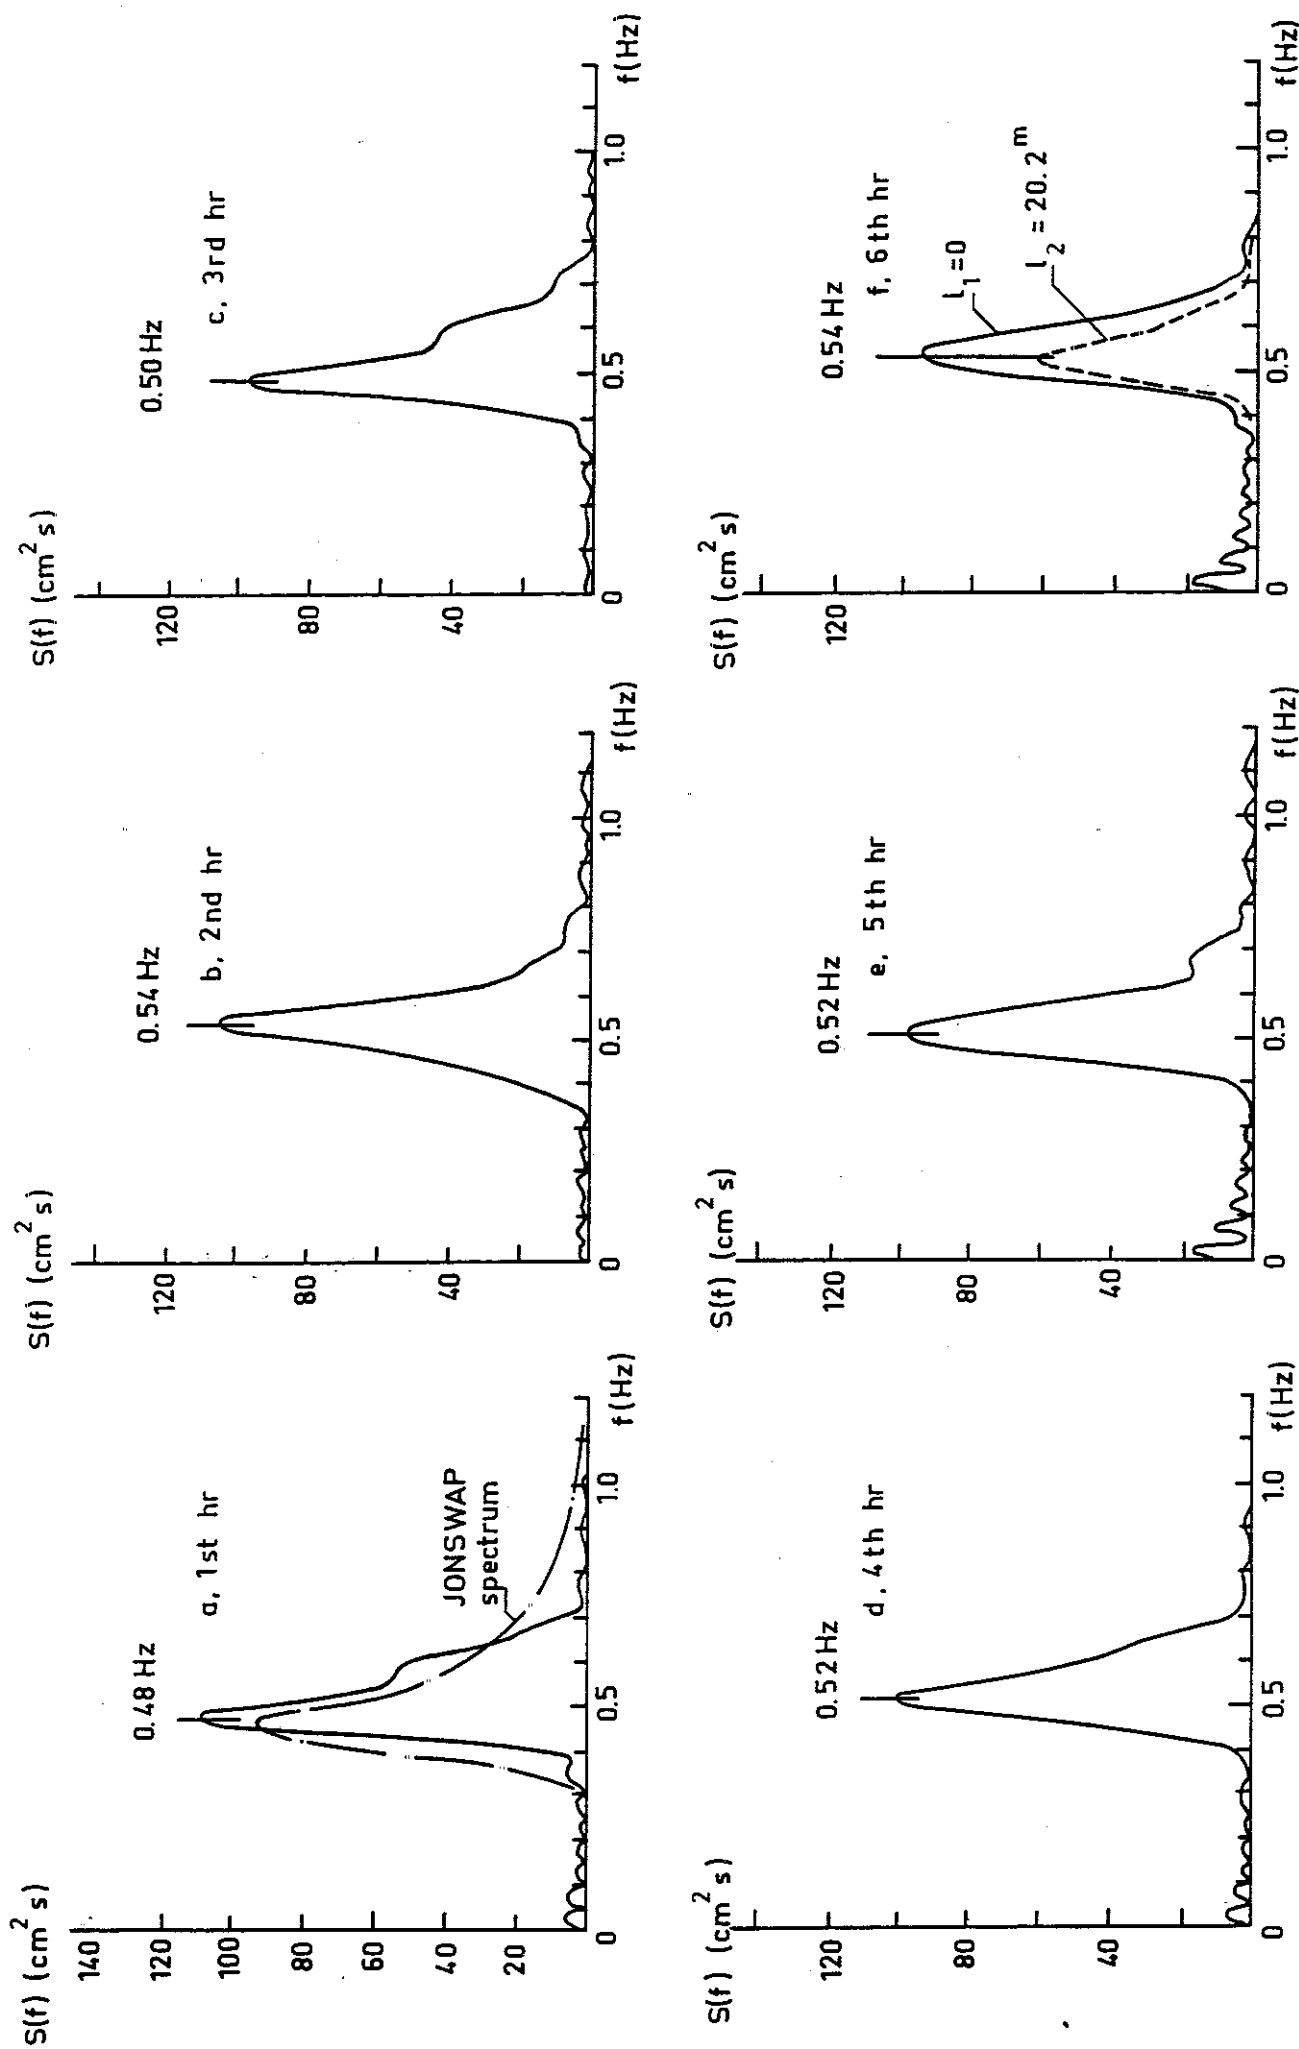 S(f) (cm² s)
140
120
100
80
60
40
20
0
0.5
1.0
f(Hz)
0.48 Hz
a, 1st hr
JONSWAP
spectrum
S(f) (cm² s)
120
80
40
0
0.5
1.0
f(Hz)
0.54 Hz
b, 2nd hr
S(f) (cm² s)
120
80
40
0
0.5
1.0
f(Hz)
0.50 Hz
c, 3rd hr
S(f) (cm² s)
120
80
40
0
0.5
1.0
f(Hz)
0.52 Hz
d, 4th hr
S(f) (cm² s)
120
80
40
0
0.5
1.0
f(Hz)
0.52 Hz
e, 5th hr
S(f) (cm² s)
120
80
40
0
0.5
1.0
f(Hz)
0.54 Hz
f, 6th hr
L₁=0
L₂ = 20.2ᵐ